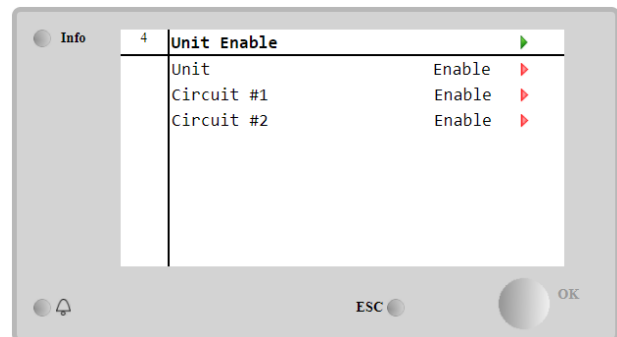 Info
4 Unit Enable
Unit Enable
Circuit #1 Enable
Circuit #2 Enable
ESC
OK